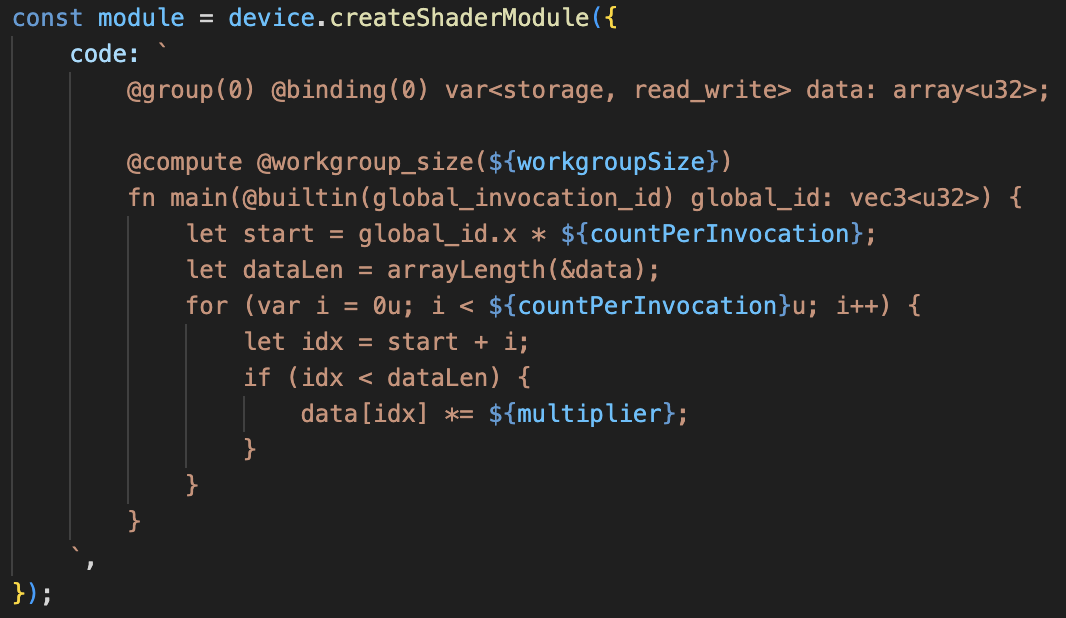 const module = device.createShaderModule({
    code: `
        @group(0) @binding(0) var<storage, read_write> data: array<u32>;

        @compute @workgroup_size(${workgroupSize})
        fn main(@builtin(global_invocation_id) global_id: vec3<u32>) {
            let start = global_id.x * ${countPerInvocation};
            let dataLen = arrayLength(&data);
            for (var i = 0u; i < ${countPerInvocation}u; i++) {
                let idx = start + i;
                if (idx < dataLen) {
                    data[idx] *= ${multiplier};
                }
            }
        }
    `,
});